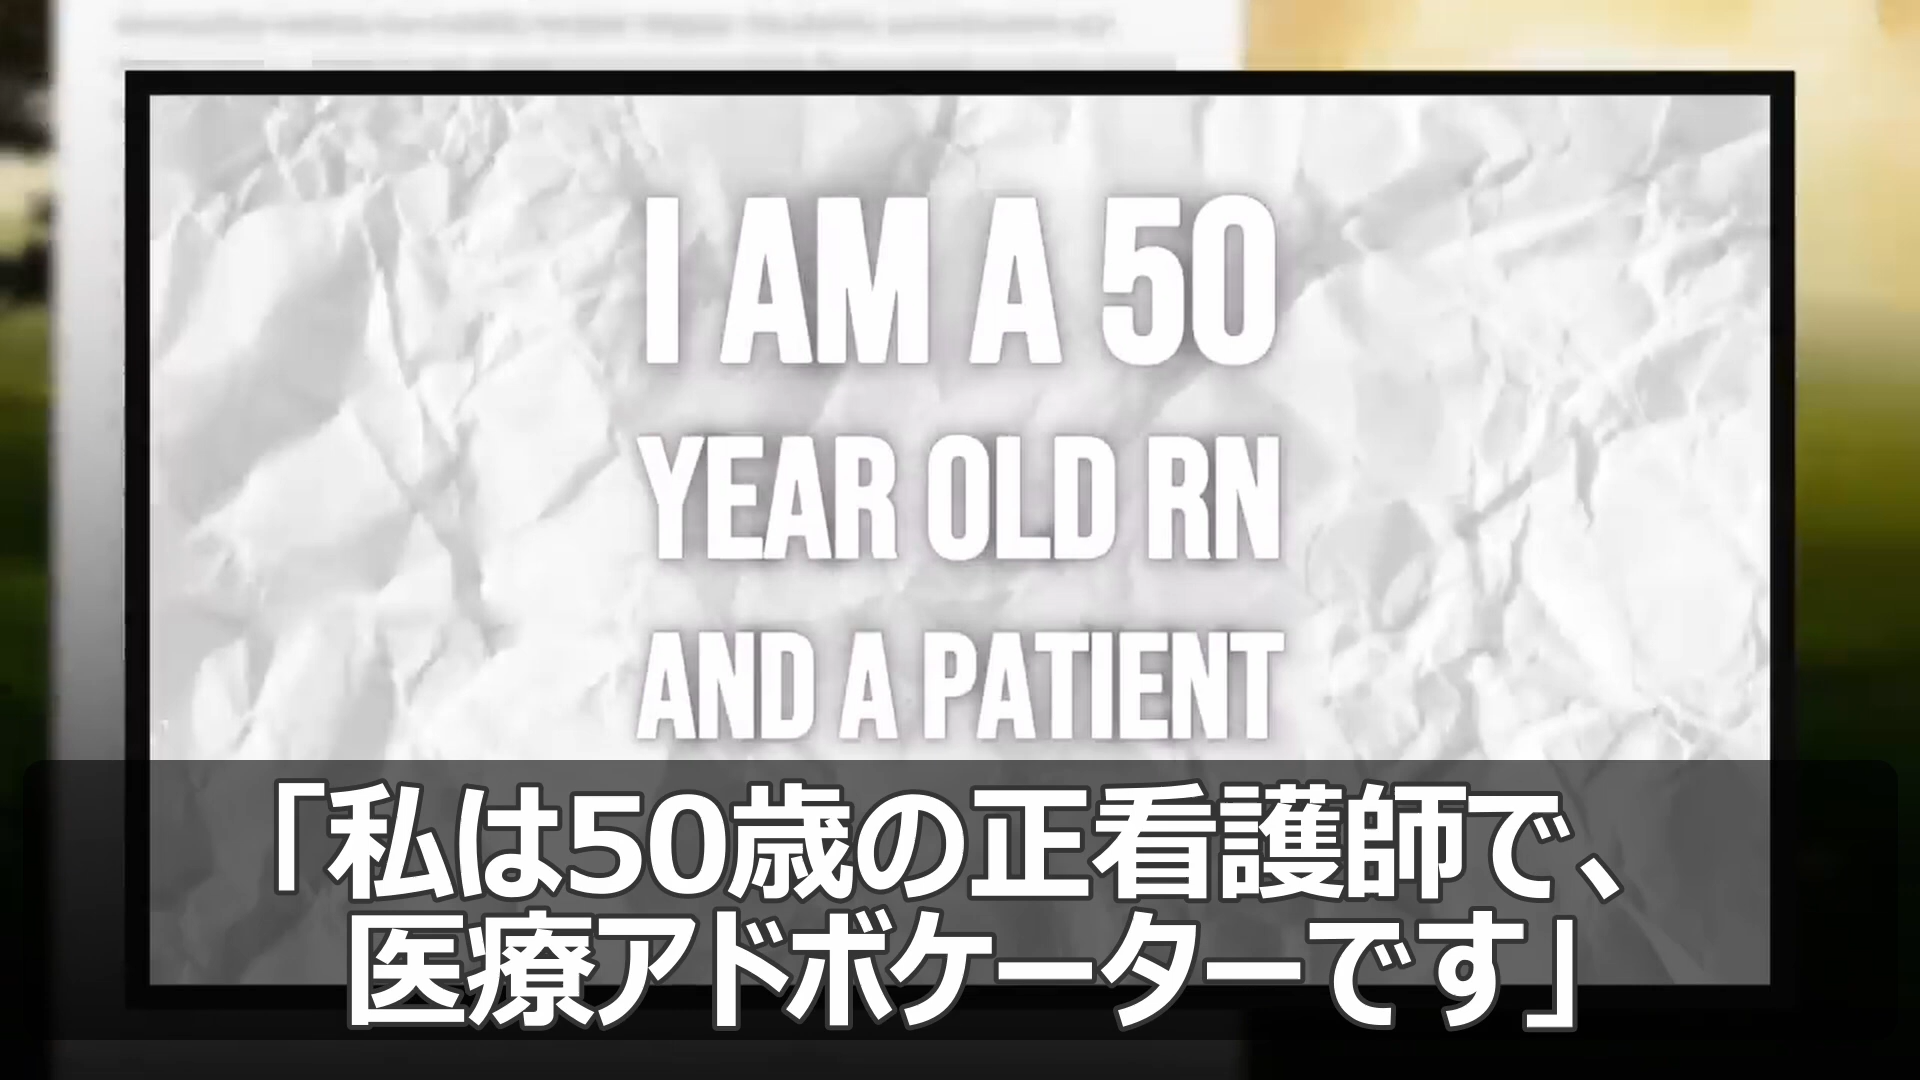 I AM A 50
YEAR OLD RN
AND A PATIENT
「私は50歳の正看護師で、
医療アドボケーターです」